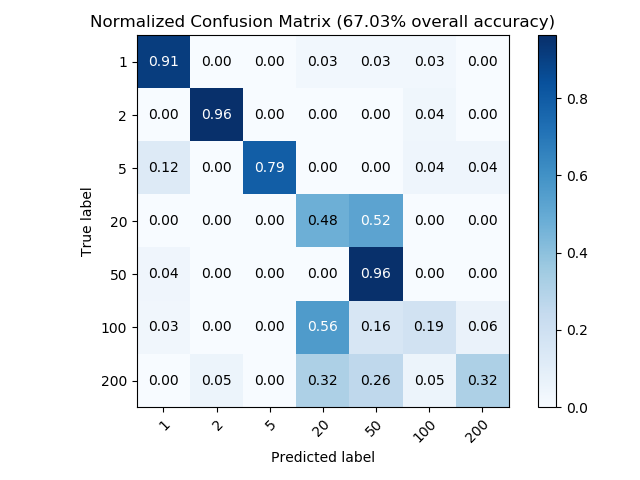 Normalized Confusion Matrix (67.03% overall accuracy)
1 0.91 0.00 0.00 0.03 0.03 0.03 0.00
2 0.00 0.96 0.00 0.00 0.00 0.04 0.00
5 0.12 0.00 0.79 0.00 0.00 0.04 0.04
20 0.00 0.00 0.00 0.48 0.52 0.00 0.00
50 0.04 0.00 0.00 0.00 0.96 0.00 0.00
100 0.03 0.00 0.00 0.56 0.16 0.19 0.06
200 0.00 0.05 0.00 0.32 0.26 0.05 0.32
1 2 5 20 50 100 200
True label
Predicted label
0.8
0.6
0.4
0.2
0.0